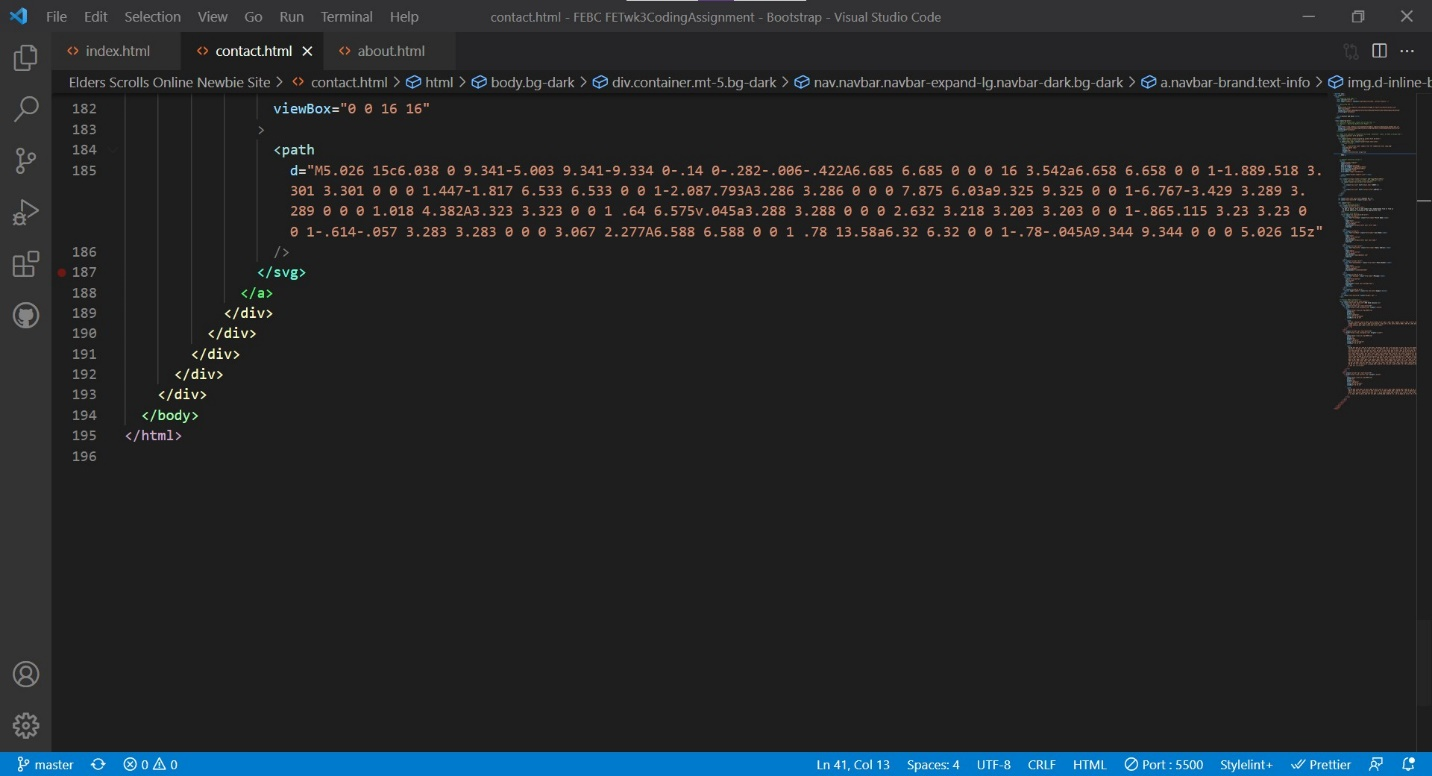 File Edit Selection View Go Run Terminal Help contact.html - FEBC FETwk3CodingAssignment - Bootstrap - Visual Studio Code
index.html contact.html about.html
Elders Scrolls Online Newbie Site > contact.html > html > body.bg-dark > div.container.mt-5.bg-dark > nav.navbar.navbar-expand-lg.navbar-dark.bg-dark > a.navbar-brand.text-info > img.d-inline-b
182 viewBox="0 0 16 16"
183 >
184 <path
185 d="M5.026 15c6.038 0 9.341-5.003 9.341-9.334 0-.14 0-.282-.006-.422A6.685 6.685 0 0 0 16 3.542a6.658 6.658 0 0 1-1.889.518 3.
301 3.301 0 0 0 1.447-1.817 6.533 6.533 0 0 1-2.087.793A3.286 3.286 0 0 0 7.875 6.03a9.325 9.325 0 0 1-6.767-3.429 3.289 3.
289 0 0 0 1.018 4.382A3.323 3.323 0 0 1 .64 6.575v.045a3.288 3.288 0 0 0 2.632 3.218 3.203 3.203 0 0 1-.865.115 3.23 3.23 0
0 1-.614-.057 3.283 3.283 0 0 0 3.067 2.277A6.588 6.588 0 0 1 .78 13.58a6.32 6.32 0 0 1-.78-.045A9.344 9.344 0 0 0 5.026 15z"
186 />
187 </svg>
188 </a>
189 </div>
190 </div>
191 </div>
192 </div>
193 </div>
194 </body>
195 </html>
196
master 0 0 Ln 41, Col 13 Spaces: 4 UTF-8 CRLF HTML Port : 5500 Stylelint+ Prettier